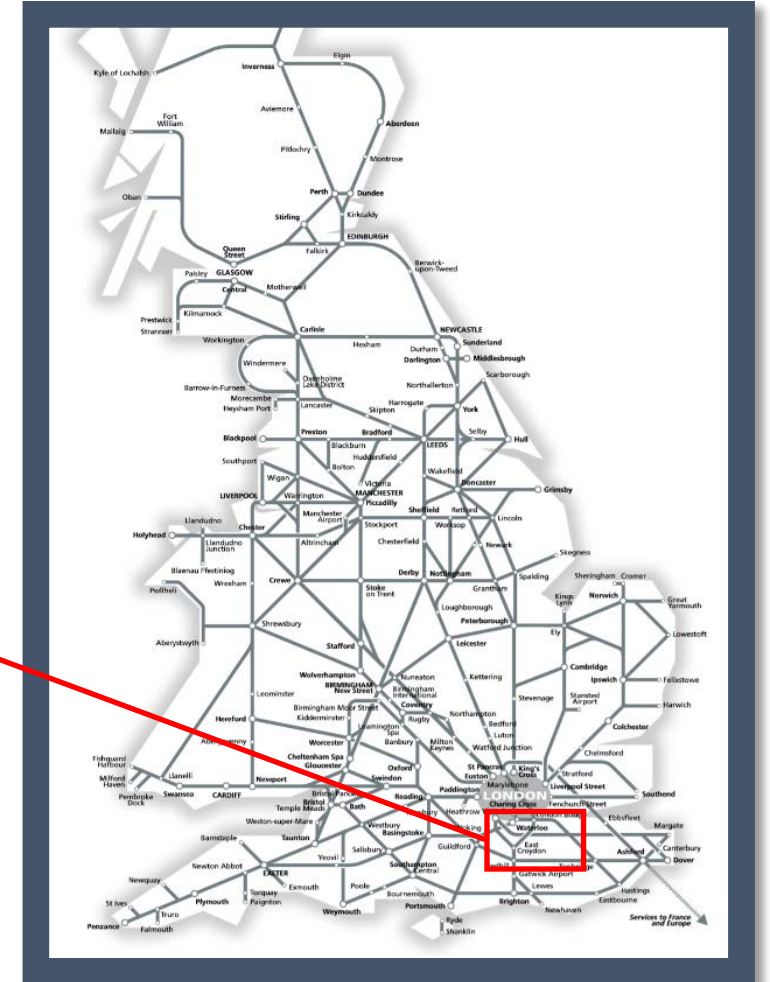 Elgin
Inverness
Kyle of Lochalsh
Aviemore
Fort
William
Aberdeen
Mallaig
Pitlochry
Montrose
Perth
Dundee
Oban
Stirling
Kirkcaldy
EDINBURGH
Queen
Street
Falkirk
Berwick-
upon-Tweed
Paisley
GLASGOW
Central
Motherwell
Kilmarnock
Prestwick
Stranraer
Carlisle
NEWCASTLE
Workington
Hexham
Sunderland
Durham
Darlington
Middlesbrough
Windermere
Scarborough
Oxenholme
Lake District
Northallerton
Barrow-in-Furness
Morecambe
Heysham Port
Lancaster
Harrogate
Skipton
York
Preston
Bradford
Selby
Blackpool
Blackburn
LEEDS
Hull
Huddersfield
Southport
Bolton
Wakefield
Wigan
Victoria
Doncaster
MANCHESTER
Piccadilly
Grimsby
LIVERPOOL
Warrington
Manchester
Airport
Sheffield
Retford
Llandudno
Stockport
Worksop
Lincoln
Holyhead
Chester
Llandudno
Junction
Altrincham
Chesterfield
Newark
Skegness
Blaenau Ffestiniog
Derby
Nottingham
Spalding
Sheringham
Cromer
Pwllheli
Wrexham
Crewe
Stoke
on Trent
Grantham
Kings
Lynn
Norwich
Great
Yarmouth
Loughborough
Peterborough
Shrewsbury
Ely
Lowestoft
Aberystwyth
Stafford
Leicester
Cambridge
Wolverhampton
BIRMINGHAM
New Street
Nuneaton
Kettering
Ipswich
Felixstowe
Birmingham
International
Leominster
Coventry
Stevenage
Stansted
Airport
Birmingham Moor Street
Harwich
Hereford
Kidderminster
Rugby
Northampton
Leamington
Spa
Bedford
Colchester
Abergavenny
Worcester
Banbury
Milton
Keynes
Luton
Watford Junction
Chelmsford
Fishguard
Harbour
Cheltenham Spa
Gloucester
Oxford
St Pancras
Euston
King's
Cross
Stratford
Milford
Haven
Llanelli
Newport
Swindon
Marylebone
Liverpool Street
Pembroke
Dock
Swansea
CARDIFF
Bristol Parkway
Paddington
LONDON
Southend
Bristol
Temple Meads
Bath
Reading
Heathrow
Charing Cross
Fenchurch Street
Weston-super-Mare
London Bridge
Ebbsfleet
Westbury
Basingstoke
Woking
Waterloo
Margate
Barnstaple
Taunton
Salisbury
Guildford
East
Croydon
Canterbury
Ashford
Dover
Newton Abbot
Yeovil
Southampton
Central
Gatwick Airport
EXETER
Newquay
Exmouth
Poole
Lewes
Hastings
Torquay
Paignton
Bournemouth
Eastbourne
St Ives
Plymouth
Weymouth
Portsmouth
Brighton
Newhaven
Truro
Penzance
Falmouth
Ryde
Shanklin
Services to France
and Europe